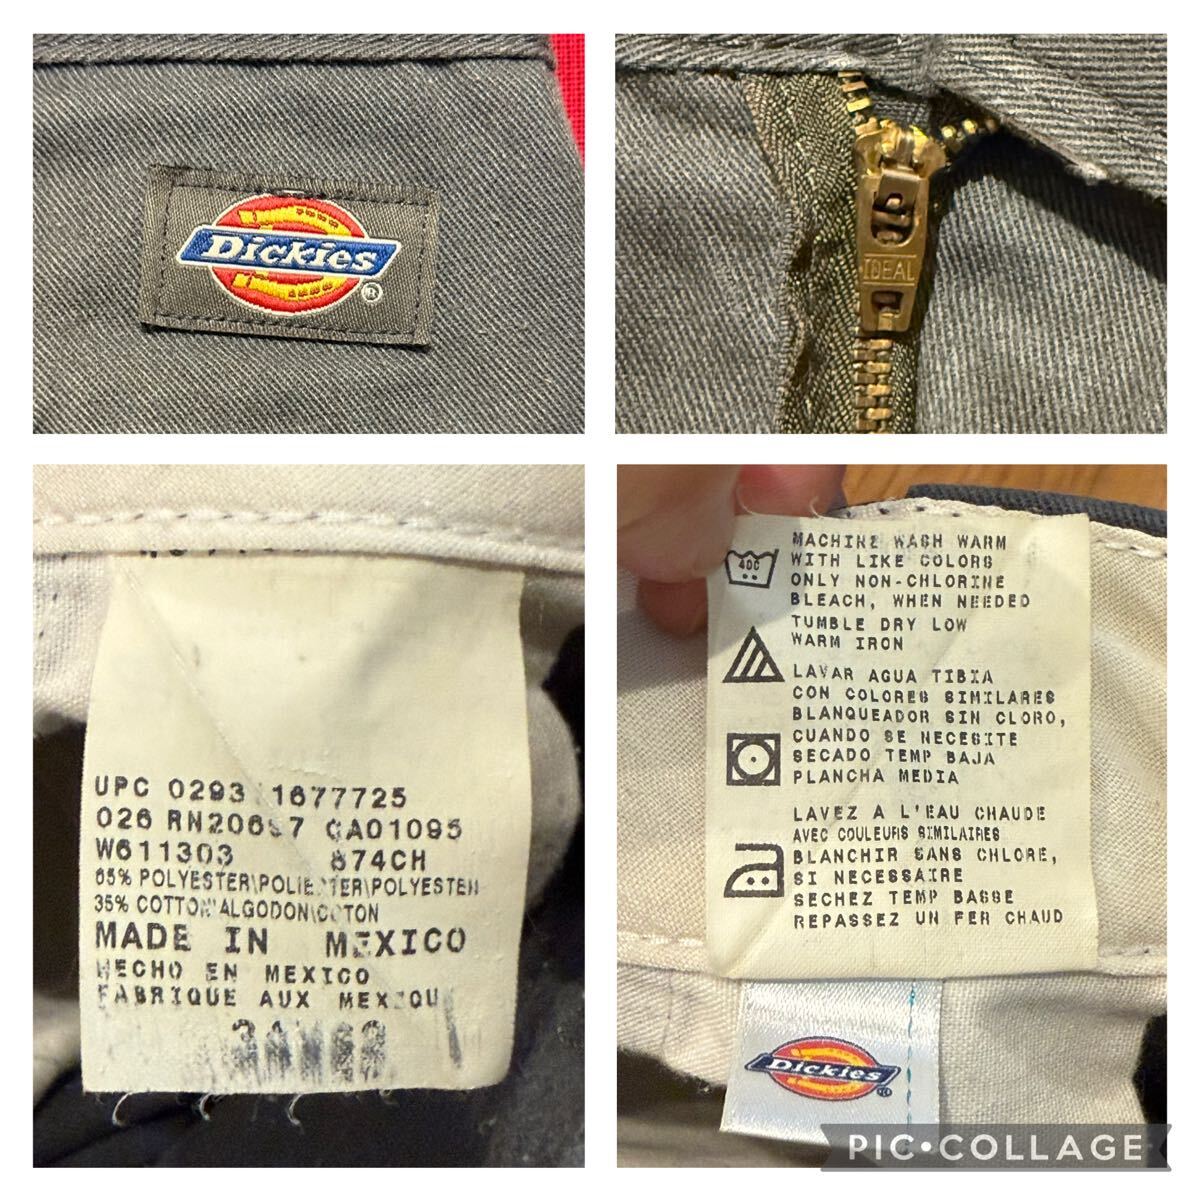 Dickies
®
IDEAL
UPC 0293 1677725
026 RN20697 CA01095
W611303 874CH
65% POLYESTER\POLIESTER\POLYESTER
35% COTTON\ALGODON\COTON
MADE IN MEXICO
HECHO EN MEXICO
FABRIQUE AUX MEXIQUE
40C
MACHINE WASH WARM
WITH LIKE COLORS
ONLY NON-CHLORINE
BLEACH, WHEN NEEDED
TUMBLE DRY LOW
WARM IRON
LAVAR AGUA TIBIA
CON COLORES SIMILARES
BLANQUEADOR SIN CLORO,
CUANDO SE NECESITE
SECADO TEMP BAJA
PLANCHA MEDIA
LAVEZ A L'EAU CHAUDE
AVEC COULEURS SIMILAIRES
BLANCHIR SANS CHLORE,
SI NECESSAIRE
SECHEZ TEMP BASSE
REPASSEZ UN FER CHAUD
Dickies
®
PIC•COLLAGE